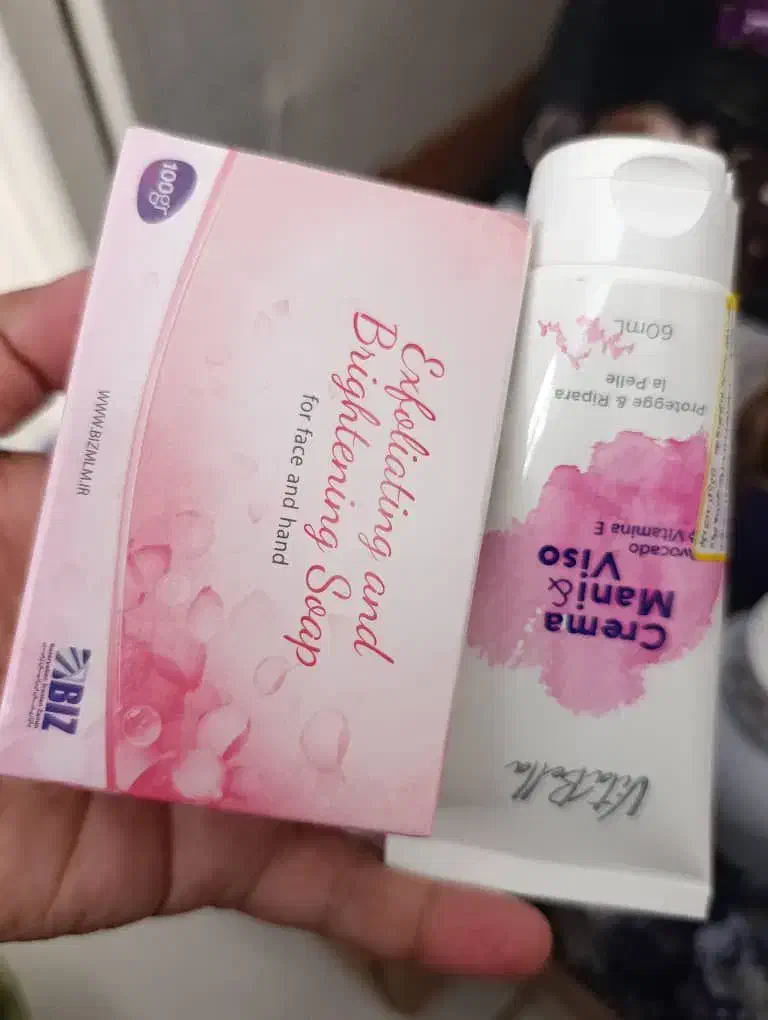 100gr
Exfoliating and
Brightening Soap
for face and hand
WWW.BIZMLM.IR
BIZ
60mL
Protegge & Ripara
la Pelle
Vitamina E
Crema
Mani &
Viso
VitaBella